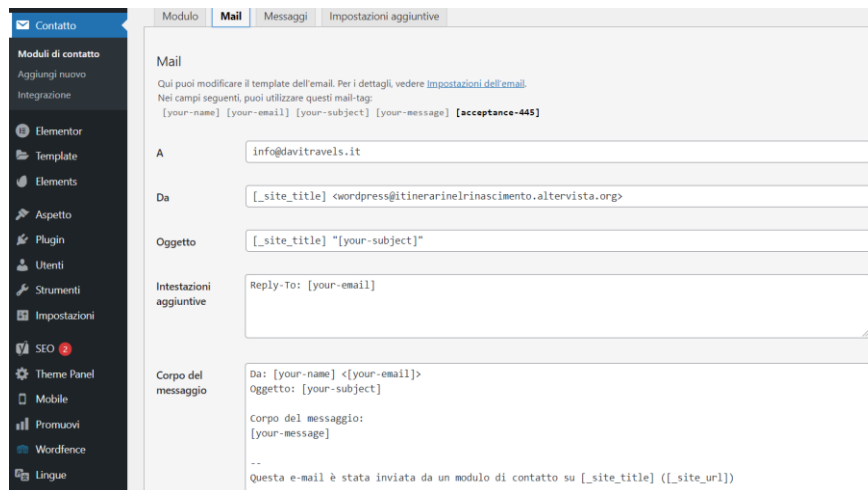 Contatto
Moduli di contatto
Aggiungi nuovo
Integrazione
Elementor
Template
Elements
Aspetto
Plugin
Utenti
Strumenti
Impostazioni
SEO 2
Theme Panel
Mobile
Promuovi
Wordfence
Lingue
Modulo Mail Messaggi Impostazioni aggiuntive
Mail
Qui puoi modificare il template dell'email. Per i dettagli, vedere Impostazioni dell'email.
Nei campi seguenti, puoi utilizzare questi mail-tag:
[your-name] [your-email] [your-subject] [your-message] [acceptance-445]
A
info@davitravels.it
Da
[_site_title] <wordpress@itinerarinelrinascimento.altervista.org>
Oggetto
[_site_title] "[your-subject]"
Intestazioni
aggiuntive
Reply-To: [your-email]
Corpo del
messaggio
Da: [your-name] <[your-email]>
Oggetto: [your-subject]
Corpo del messaggio:
[your-message]
--
Questa e-mail è stata inviata da un modulo di contatto su [_site_title] ([_site_url])